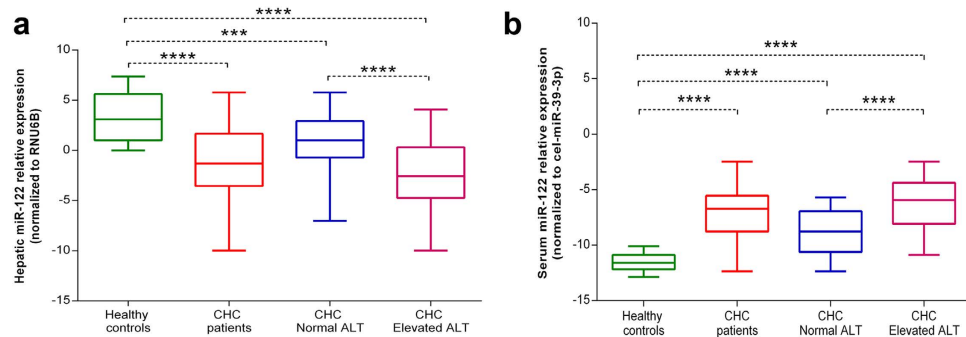 a
****
***
****
****
Hepatic miR-122 relative expression
(normalized to RNU6B)
10
5
0
-5
-10
-15
Healthy
controls
CHC
patients
CHC
Normal ALT
CHC
Elevated ALT
b
****
****
****
****
Serum miR-122 relative expression
(normalized to cel-miR-39-3p)
10
-5
0
-5
-10
-15
Healthy
controls
CHC
patients
CHC
Normal ALT
CHC
Elevated ALT